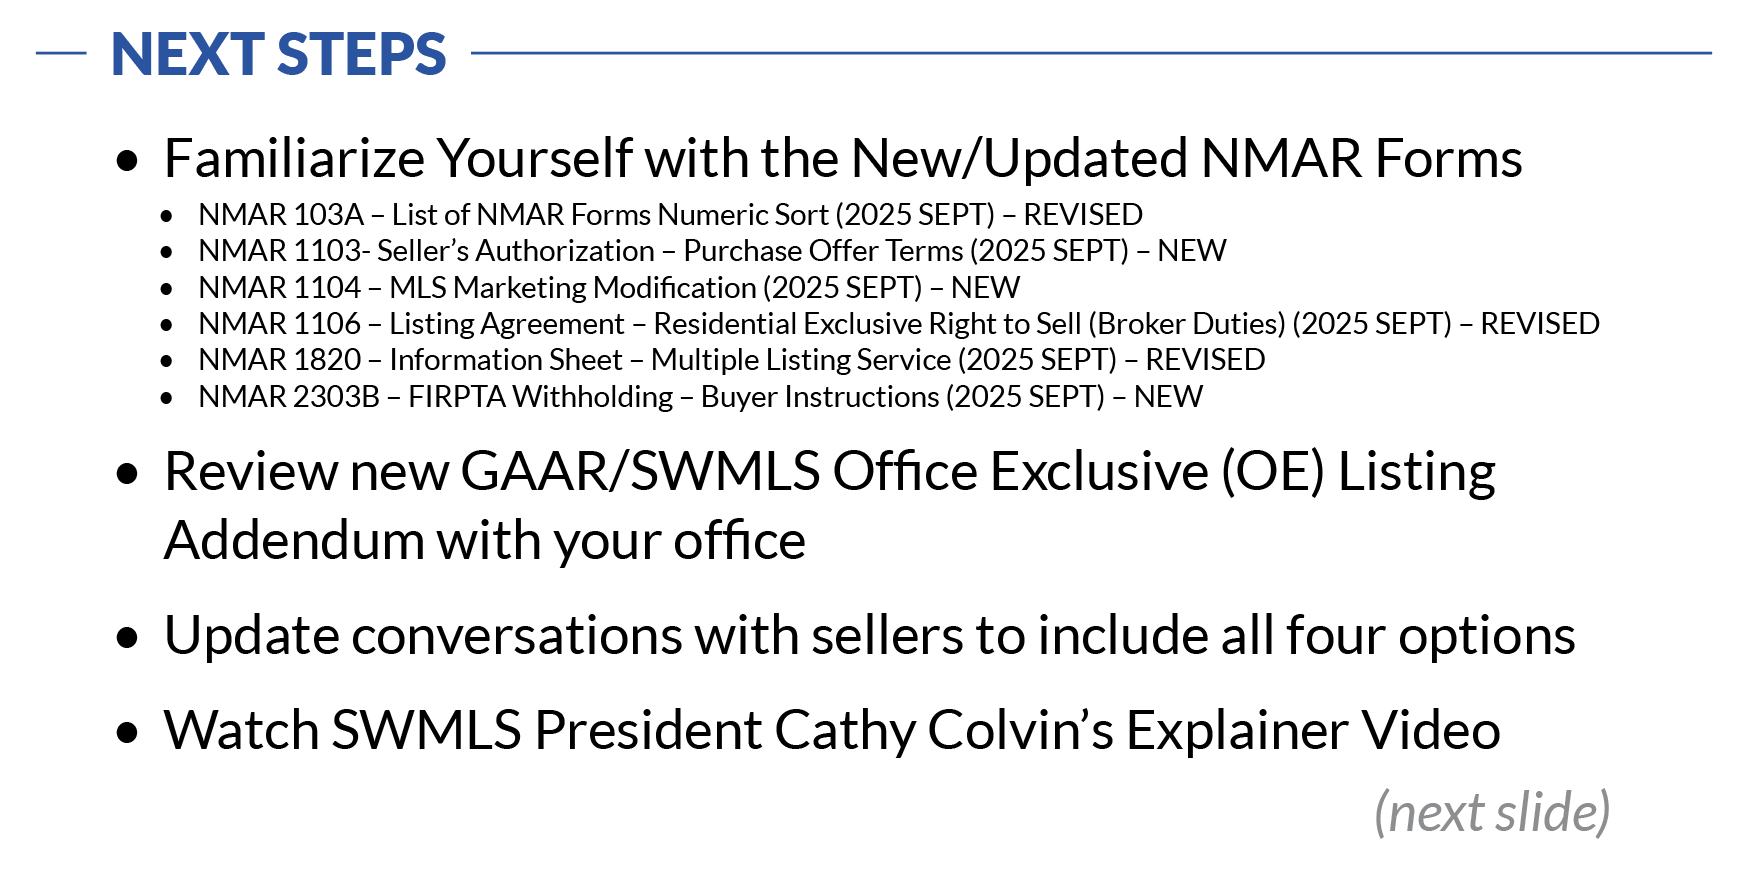 NEXT STEPS
• Familiarize Yourself with the New/Updated NMAR Forms
• NMAR 103A – List of NMAR Forms Numeric Sort (2025 SEPT) – REVISED
• NMAR 1103- Seller’s Authorization – Purchase Offer Terms (2025 SEPT) – NEW
• NMAR 1104 – MLS Marketing Modification (2025 SEPT) – NEW
• NMAR 1106 – Listing Agreement – Residential Exclusive Right to Sell (Broker Duties) (2025 SEPT) – REVISED
• NMAR 1820 – Information Sheet – Multiple Listing Service (2025 SEPT) – REVISED
• NMAR 2303B – FIRPTA Withholding – Buyer Instructions (2025 SEPT) – NEW
• Review new GAAR/SWMLS Office Exclusive (OE) Listing
Addendum with your office
• Update conversations with sellers to include all four options
• Watch SWMLS President Cathy Colvin’s Explainer Video
(next slide)